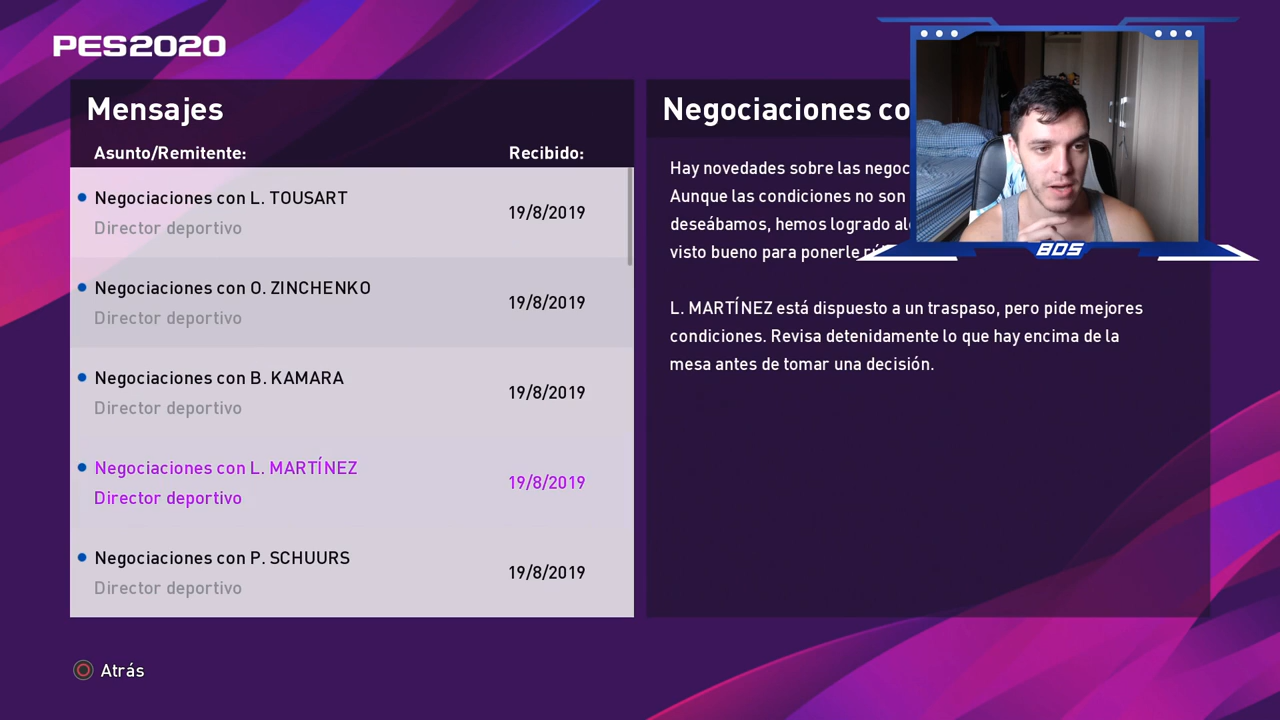 PES2020
Mensajes
Asunto/Remitente:
Recibido:
Negociaciones con L. TOUSART
Director deportivo
19/8/2019
Negociaciones con O. ZINCHENKO
Director deportivo
19/8/2019
Negociaciones con B. KAMARA
Director deportivo
19/8/2019
Negociaciones con L. MARTÍNEZ
Director deportivo
19/8/2019
Negociaciones con P. SCHUURS
Director deportivo
19/8/2019
Negociaciones co
Hay novedades sobre las negoc
Aunque las condiciones no son
deseábamos, hemos logrado
visto bueno para ponerle
L. MARTÍNEZ está dispuesto a un traspaso, pero pide mejores
condiciones. Revisa detenidamente lo que hay encima de la
mesa antes de tomar una decisión.
BDS
Atrás